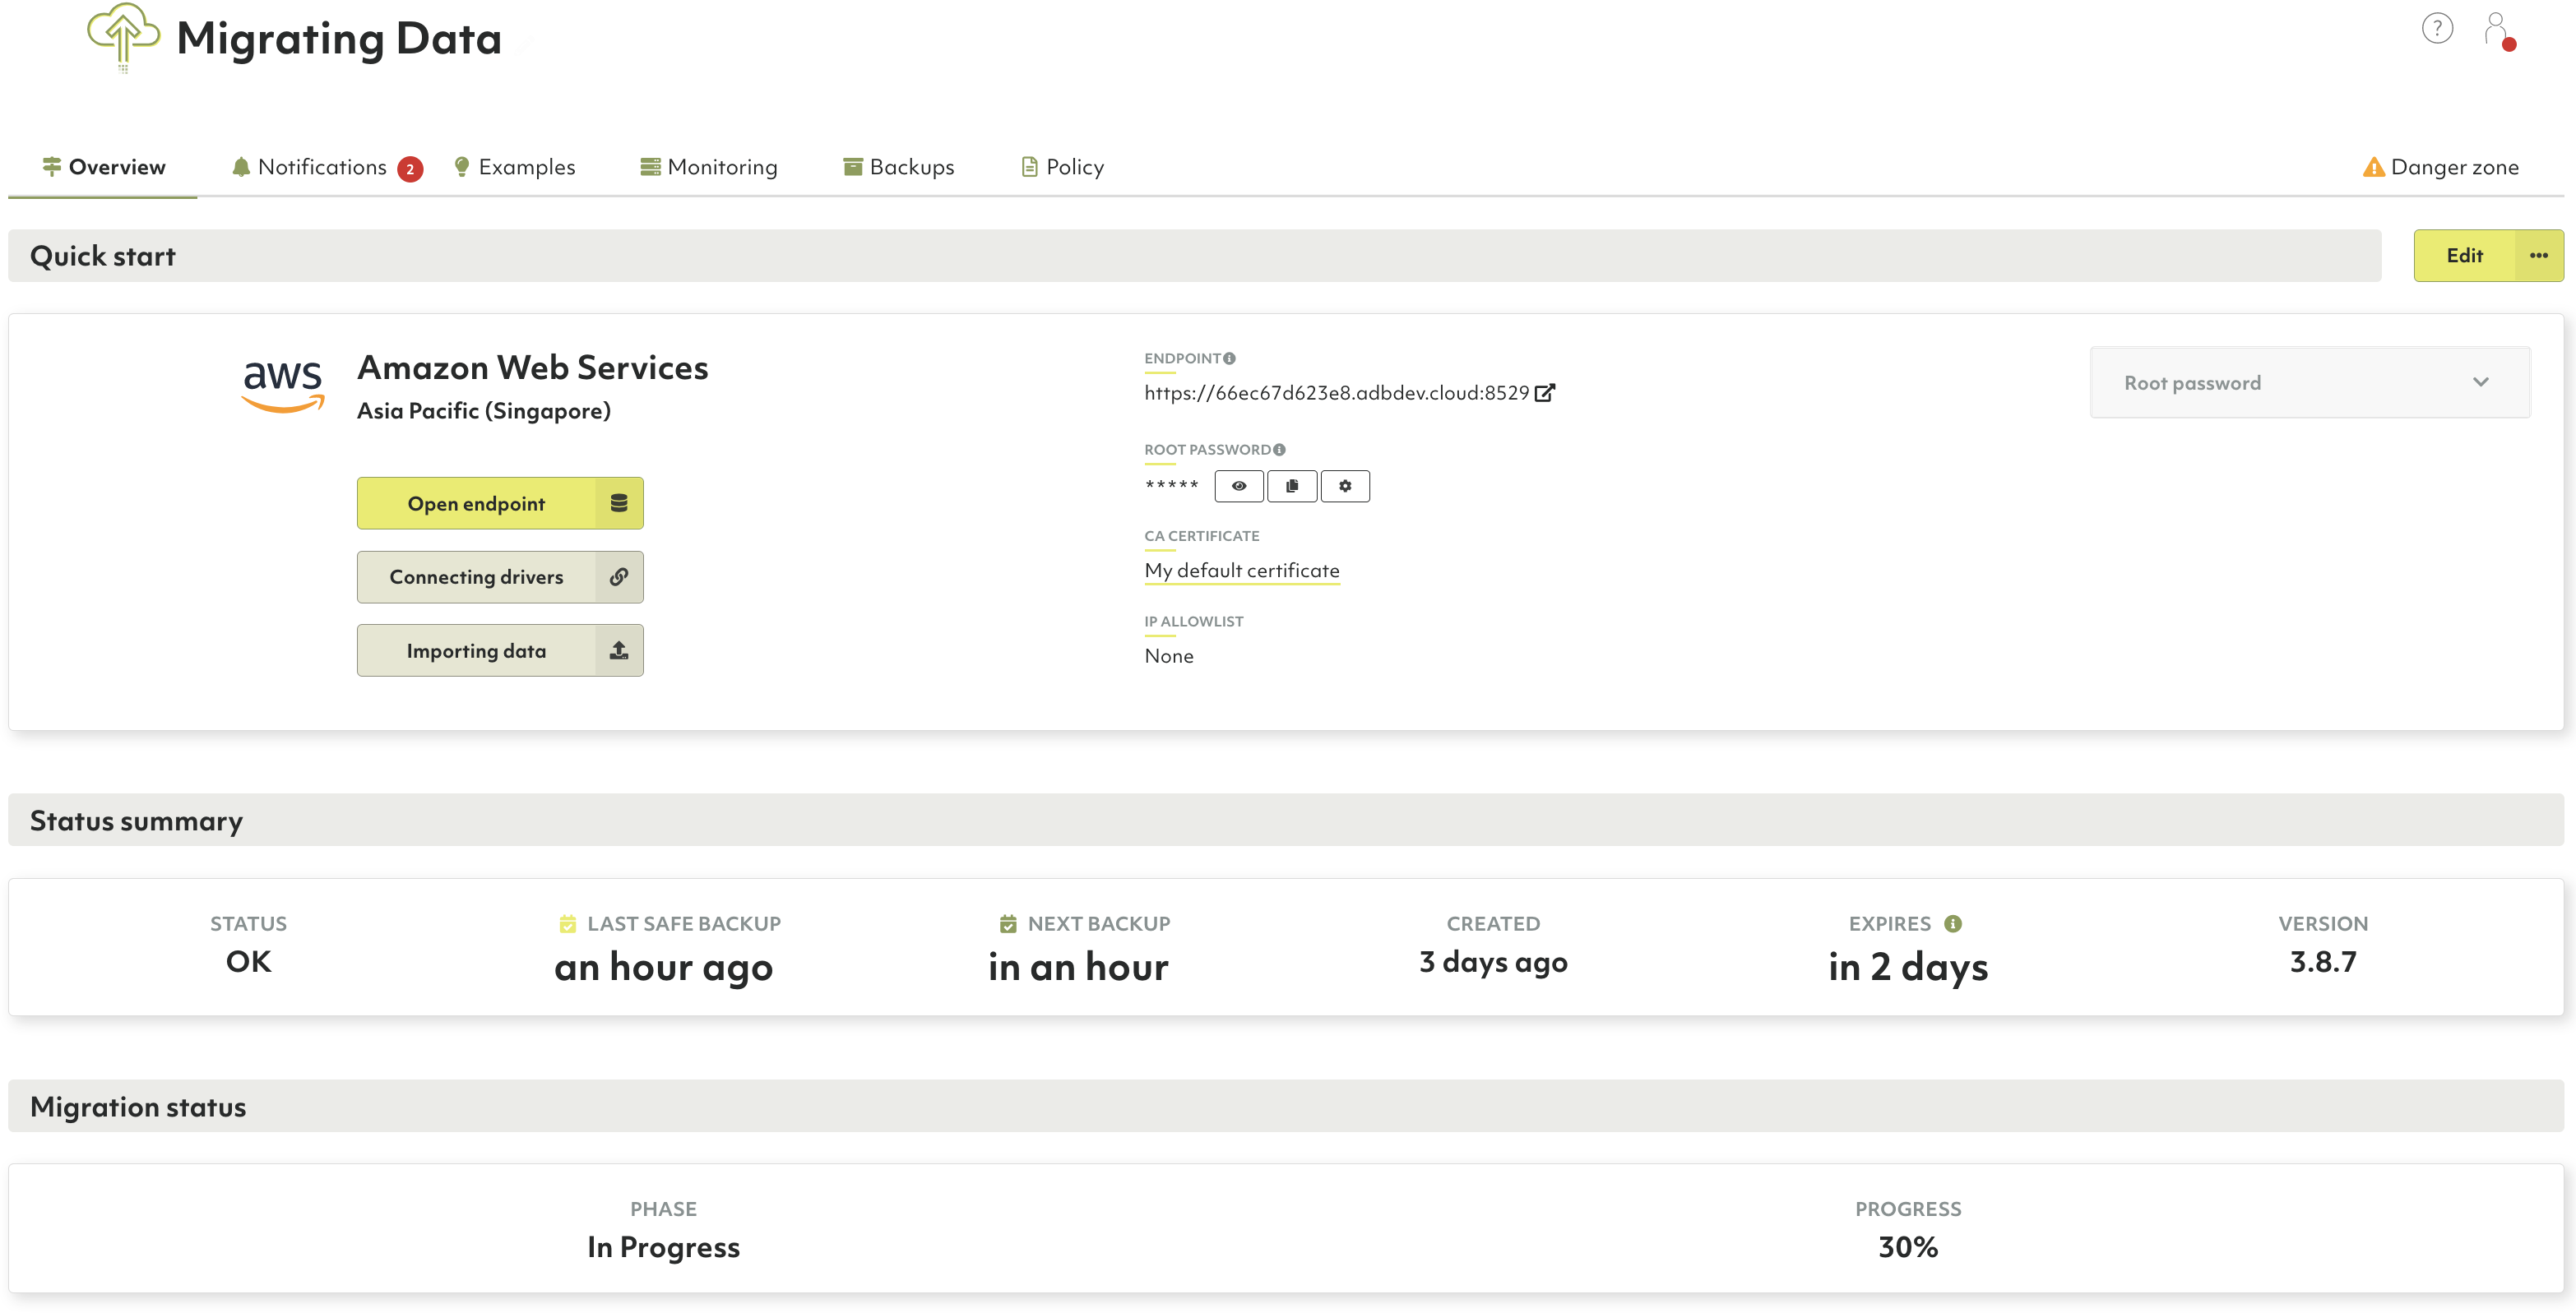 Migrating Data
?
Overview
Notifications 2
Examples
Monitoring
Backups
Policy
Danger zone
Quick start
Edit
aws
Amazon Web Services
Asia Pacific (Singapore)
Open endpoint
Connecting drivers
Importing data
ENDPOINT
https://66ec67d623e8.adbdev.cloud:8529
ROOT PASSWORD
*****
CA CERTIFICATE
My default certificate
IP ALLOWLIST
None
Root password
Status summary
STATUS
OK
LAST SAFE BACKUP
an hour ago
NEXT BACKUP
in an hour
CREATED
3 days ago
EXPIRES
in 2 days
VERSION
3.8.7
Migration status
PHASE
In Progress
PROGRESS
30%